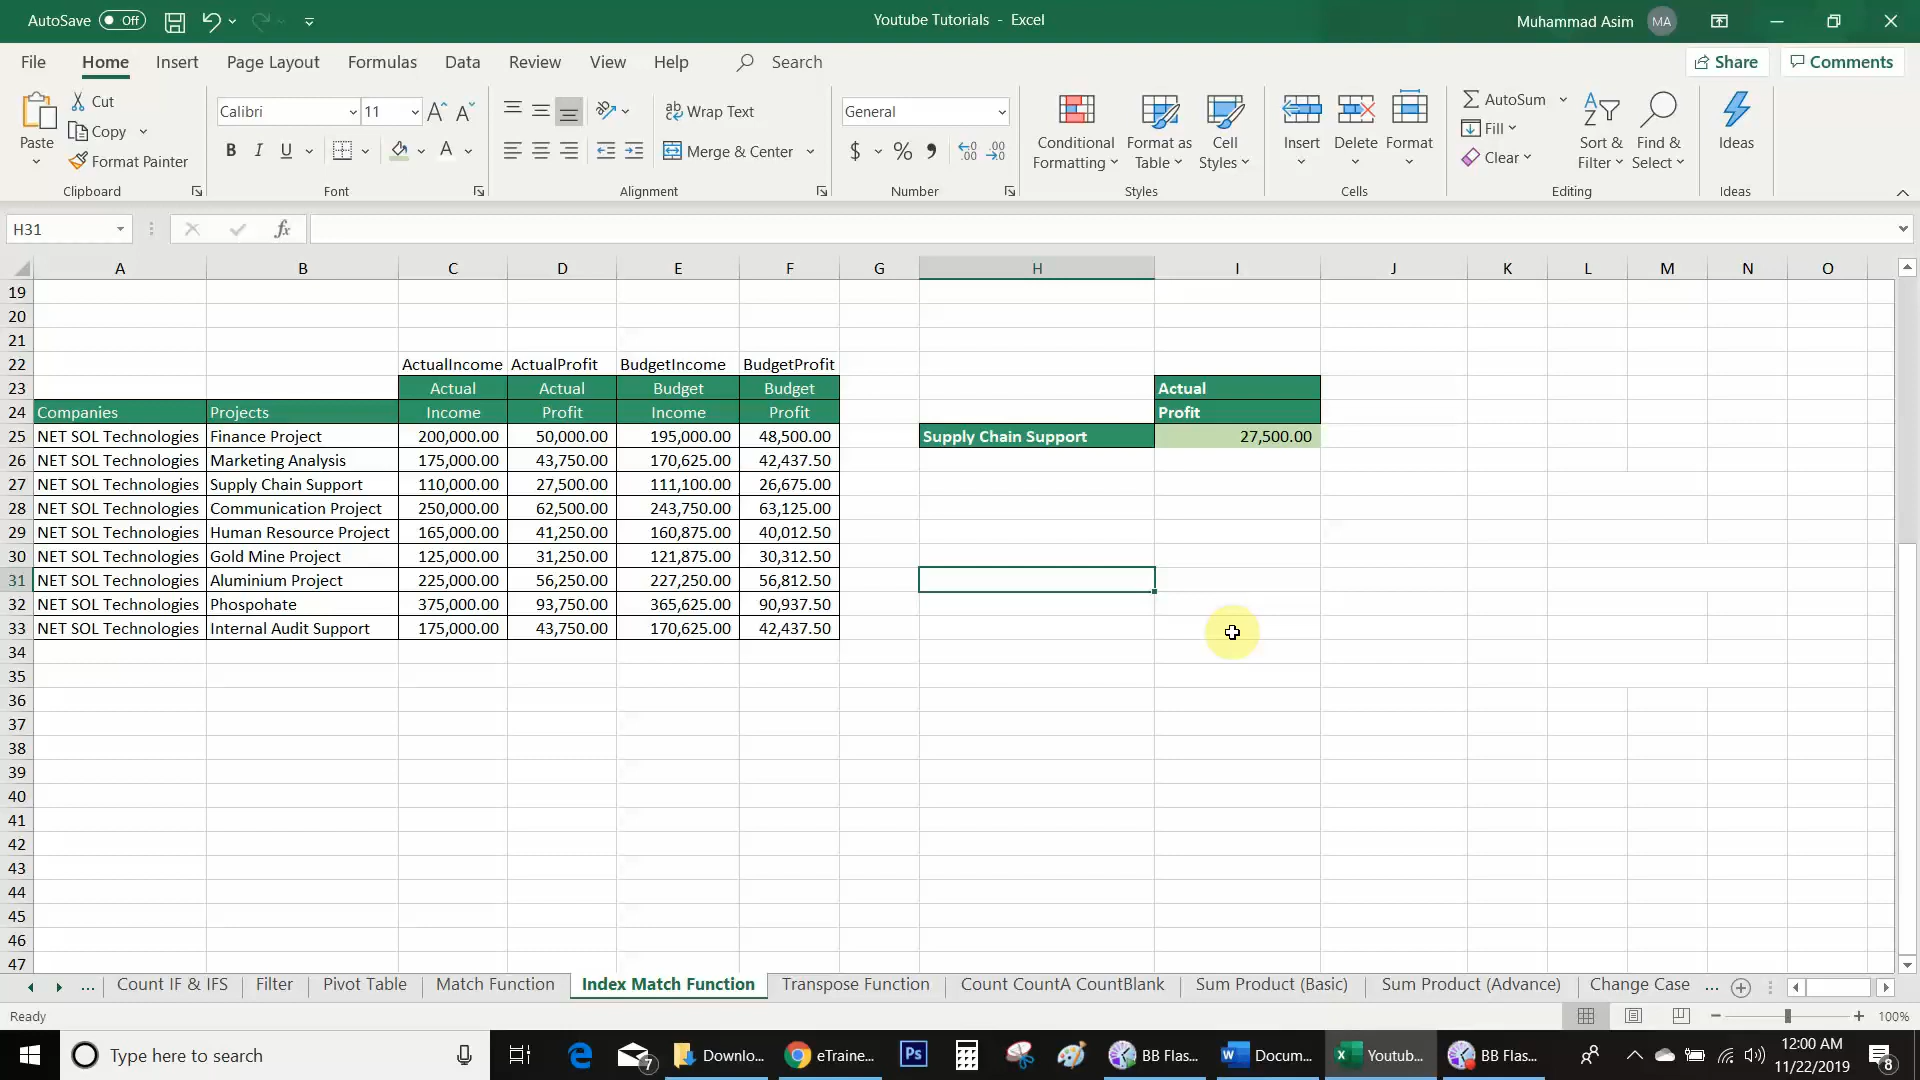 AutoSave Off
Youtube Tutorials - Excel
Muhammad Asim MA
File Home Insert Page Layout Formulas Data Review View Help Search
Share Comments
Paste
Cut
Copy
Format Painter
Clipboard
Calibri 11
B I U A
Font
Wrap Text
Merge & Center
Alignment
General
$ %
Number
Conditional Formatting
Format as Table
Cell Styles
Styles
Insert Delete Format
Cells
AutoSum
Fill
Clear
Sort & Filter
Find & Select
Editing
Ideas
Ideas
H31
fx
A B C D E F G H I J K L M N O
19
20
21
22 ActualIncome ActualProfit BudgetIncome BudgetProfit
23 Actual Actual Budget Budget Actual
24 Companies Projects Income Profit Income Profit Profit
25 NET SOL Technologies Finance Project 200,000.00 50,000.00 195,000.00 48,500.00 Supply Chain Support 27,500.00
26 NET SOL Technologies Marketing Analysis 175,000.00 43,750.00 170,625.00 42,437.50
27 NET SOL Technologies Supply Chain Support 110,000.00 27,500.00 111,100.00 26,675.00
28 NET SOL Technologies Communication Project 250,000.00 62,500.00 243,750.00 63,125.00
29 NET SOL Technologies Human Resource Project 165,000.00 41,250.00 160,875.00 40,012.50
30 NET SOL Technologies Gold Mine Project 125,000.00 31,250.00 121,875.00 30,312.50
31 NET SOL Technologies Aluminium Project 225,000.00 56,250.00 227,250.00 56,812.50
32 NET SOL Technologies Phospohate 375,000.00 93,750.00 365,625.00 90,937.50
33 NET SOL Technologies Internal Audit Support 175,000.00 43,750.00 170,625.00 42,437.50
34
35
36
37
38
39
40
41
42
43
44
45
46
47
... Count IF & IFS Filter Pivot Table Match Function Index Match Function Transpose Function Count CountA CountBlank Sum Product (Basic) Sum Product (Advance) Change Case ...
Ready
100%
Type here to search
7
Downlo...
eTraine...
Ps
BB Flas...
Docum...
Youtub...
BB Flas...
12:00 AM
11/22/2019
8